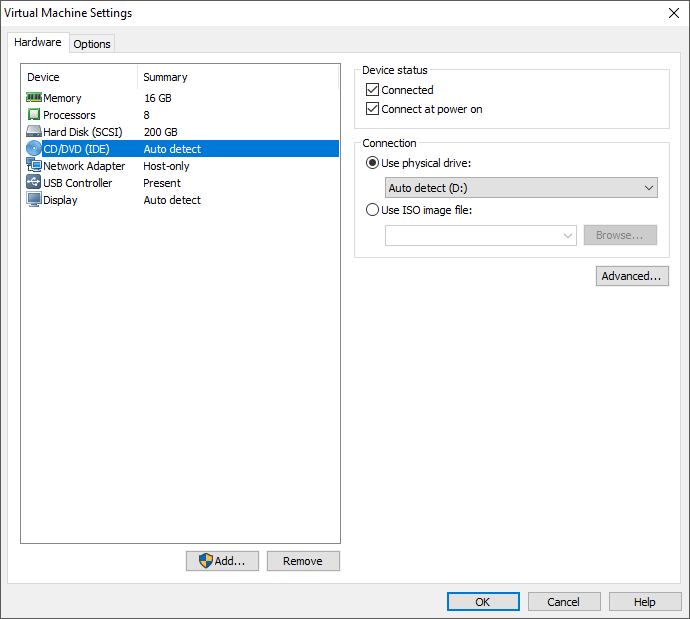 Virtual Machine Settings
Hardware
Options
Device Summary
Memory 16 GB
Processors 8
Hard Disk (SCSI) 200 GB
CD/DVD (IDE) Auto detect
Network Adapter Host-only
USB Controller Present
Display Auto detect
Add...
Remove
Device status
Connected
Connect at power on
Connection
Use physical drive:
Auto detect (D:)
Use ISO image file:
Browse...
Advanced...
OK
Cancel
Help